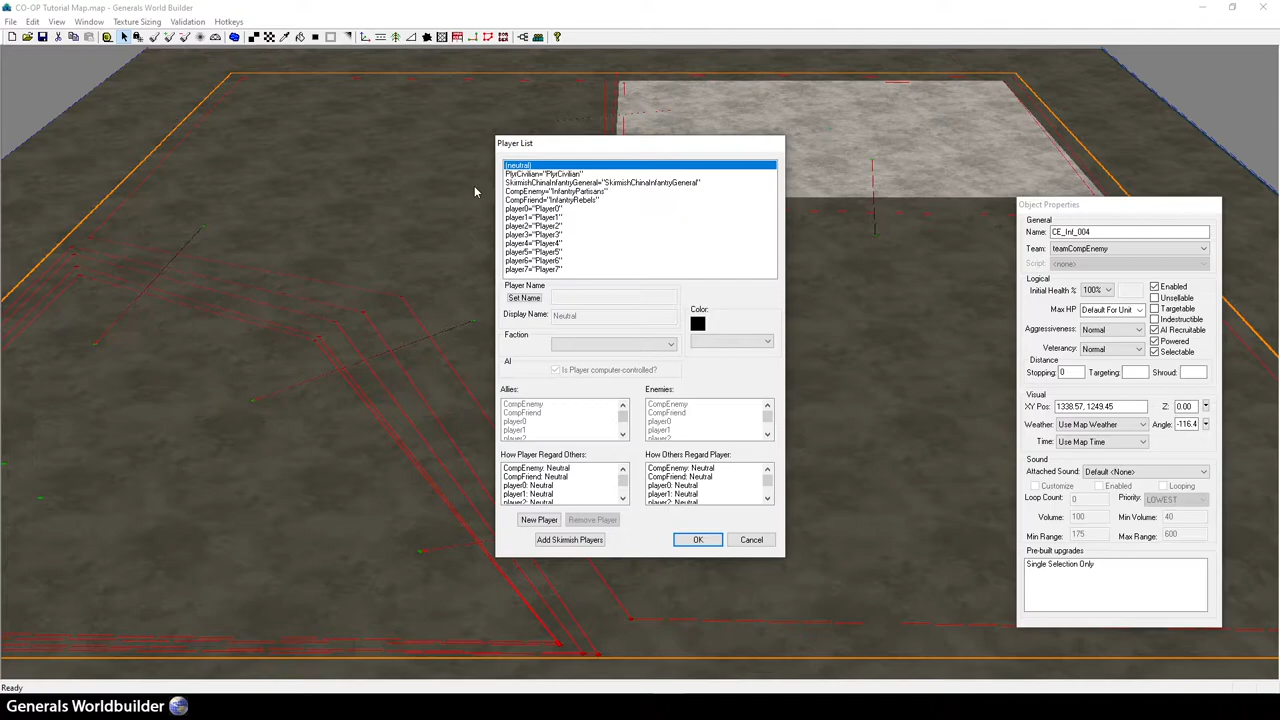 CO-OP Tutorial Map.map - Generals World Builder
File Edit View Window Texture Sizing Validation Hotkeys
Player List
(neutral)
PlyrCivilian="PlyrCivilian"
SkirmishChinaInfantryGeneral="SkirmishChinaInfantryGeneral"
CompEnemy="InfantryPartisans"
CompFriend="InfantryRebels"
player0="Player0"
player1="Player1"
player2="Player2"
player3="Player3"
player4="Player4"
player5="Player5"
player6="Player6"
player7="Player7"
Player Name
Set Name
Display Name: Neutral
Color:
Faction
AI
Is Player computer-controlled?
Allies:
CompEnemy
CompFriend
player0
player1
player2
Enemies:
CompEnemy
CompFriend
player0
player1
player2
How Player Regard Others:
CompEnemy: Neutral
CompFriend: Neutral
player0: Neutral
player1: Neutral
player2: Neutral
How Others Regard Player:
CompEnemy: Neutral
CompFriend: Neutral
player0: Neutral
player1: Neutral
player2: Neutral
New Player Remove Player
Add Skirmish Players OK Cancel
Object Properties
General
Name: CE_Inf_004
Team: teamCompEnemy
Script: <none>
Logical
Initial Health % 100%
Max HP Default For Unit
Aggressiveness: Normal
Veterancy: Normal
Enabled
Unsellable
Targetable
Indestructible
AI Recruitable
Powered
Selectable
Distance
Stopping: 0 Targeting: Shroud:
Visual
XY Pos: 1338.57, 1249.45 Z: 0.00
Weather: Use Map Weather Angle: -116.4
Time: Use Map Time
Sound
Attached Sound: Default <None>
Customize Enabled Looping
Loop Count: 0 Priority: LOWEST
Volume: 100 Min Volume: 40
Min Range: 175 Max Range: 600
Pre-built upgrades
Single Selection Only
Ready
Generals Worldbuilder